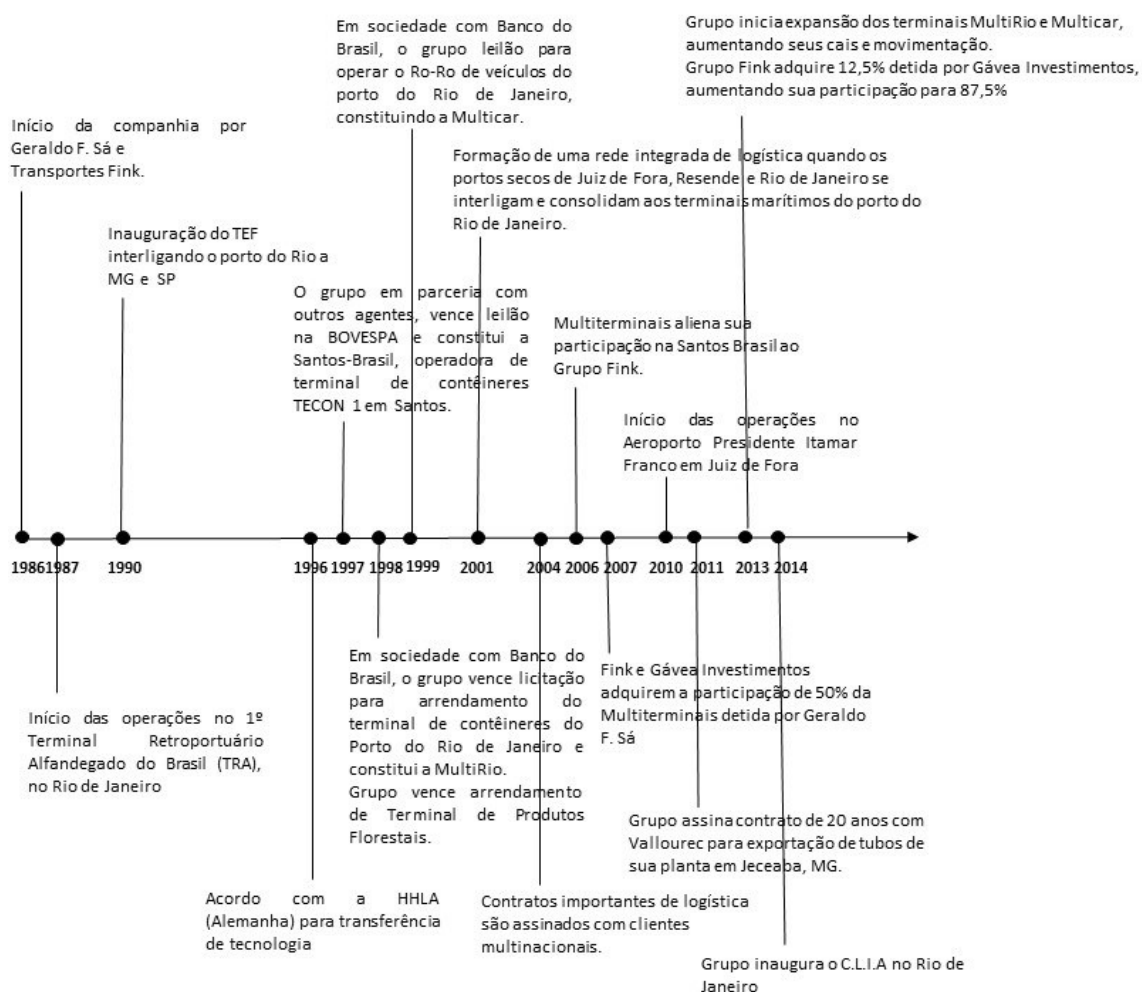 Em sociedade com Banco do
Brasil, o grupo leilão para
operar o Ro-Ro de veículos do
porto do Rio de Janeiro,
constituindo a Multicar.
Grupo inicia expansão dos terminais MultiRio e Multicar,
aumentando seus cais e movimentação.
Grupo Fink adquire 12,5% detida por Gávea Investimentos,
aumentando sua participação para 87,5%
Início da companhia por
Geraldo F. Sá e
Transportes Fink.
Formação de uma rede integrada de logística quando os
portos secos de Juiz de Fora, Resende e Rio de Janeiro se
interligam e consolidam aos terminais marítimos do porto do
Rio de Janeiro.
Inauguração do TEF
interligando o porto do Rio a
MG e SP
O grupo em parceria com
outros agentes, vence leilão
na BOVESPA e constitui a
Santos-Brasil, operadora de
terminal de contêineres
TECON 1 em Santos.
Multiterminais aliena sua
participação na Santos Brasil ao
Grupo Fink.
Início das operações no
Aeroporto Presidente Itamar
Franco em Juiz de Fora
1986 1987 1990 1996 1997 1998 1999 2001 2004 2006 2007 2010 2011 2013 2014
Em sociedade com Banco do
Brasil, o grupo vence licitação
para arrendamento do
terminal de contêineres do
Porto do Rio de Janeiro e
constitui a MultiRio.
Grupo vence arrendamento
de Terminal de Produtos
Florestais.
Fink e Gávea Investimentos
adquirem a participação de 50% da
Multiterminais detida por Geraldo
F. Sá
Início das operações no 1º
Terminal Retroportuário
Alfandegado do Brasil (TRA),
no Rio de Janeiro
Grupo assina contrato de 20 anos com
Vallourec para exportação de tubos de
sua planta em Jeceaba, MG.
Acordo com a HHLA
(Alemanha) para transferência
de tecnologia
Contratos importantes de logística
são assinados com clientes
multinacionais.
Grupo inaugura o C.L.I.A no Rio de
Janeiro